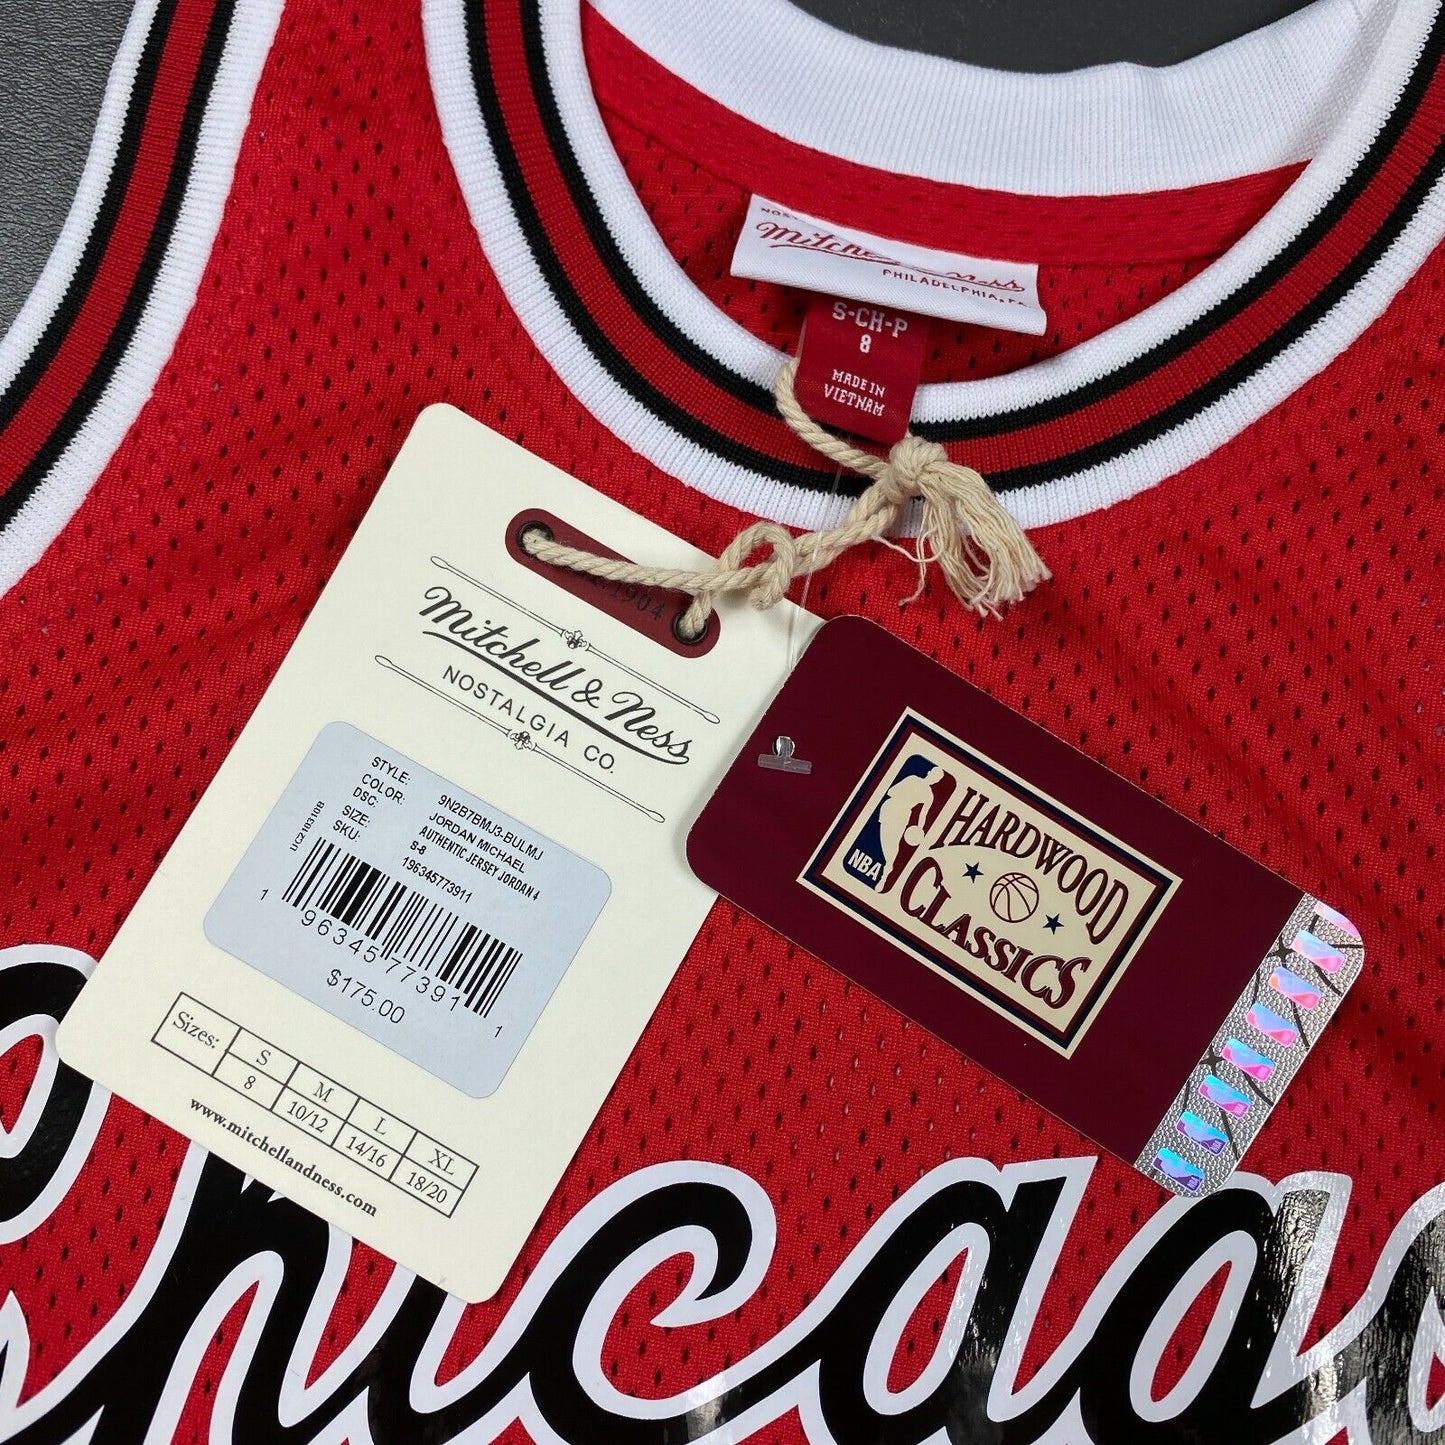 Mitchell & Ness
PHILADELPHIA, PA
S-CH-P
8
MADE IN
VIETNAM
1904
Mitchell & Ness
NOSTALGIA CO.
STYLE: 9N2B7BMJ3-BULMJ
COLOR: JORDAN MICHAEL
DSC: AUTHENTIC JERSEY JORDAN 4
SIZE: S-8
SKU: 196345773911
UC210310B
1 96345 77391 1
$175.00
Sizes: S M L XL
8 10/12 14/16 18/20
www.mitchellandness.com
NBA
HARDWOOD
CLASSICS
Chicago